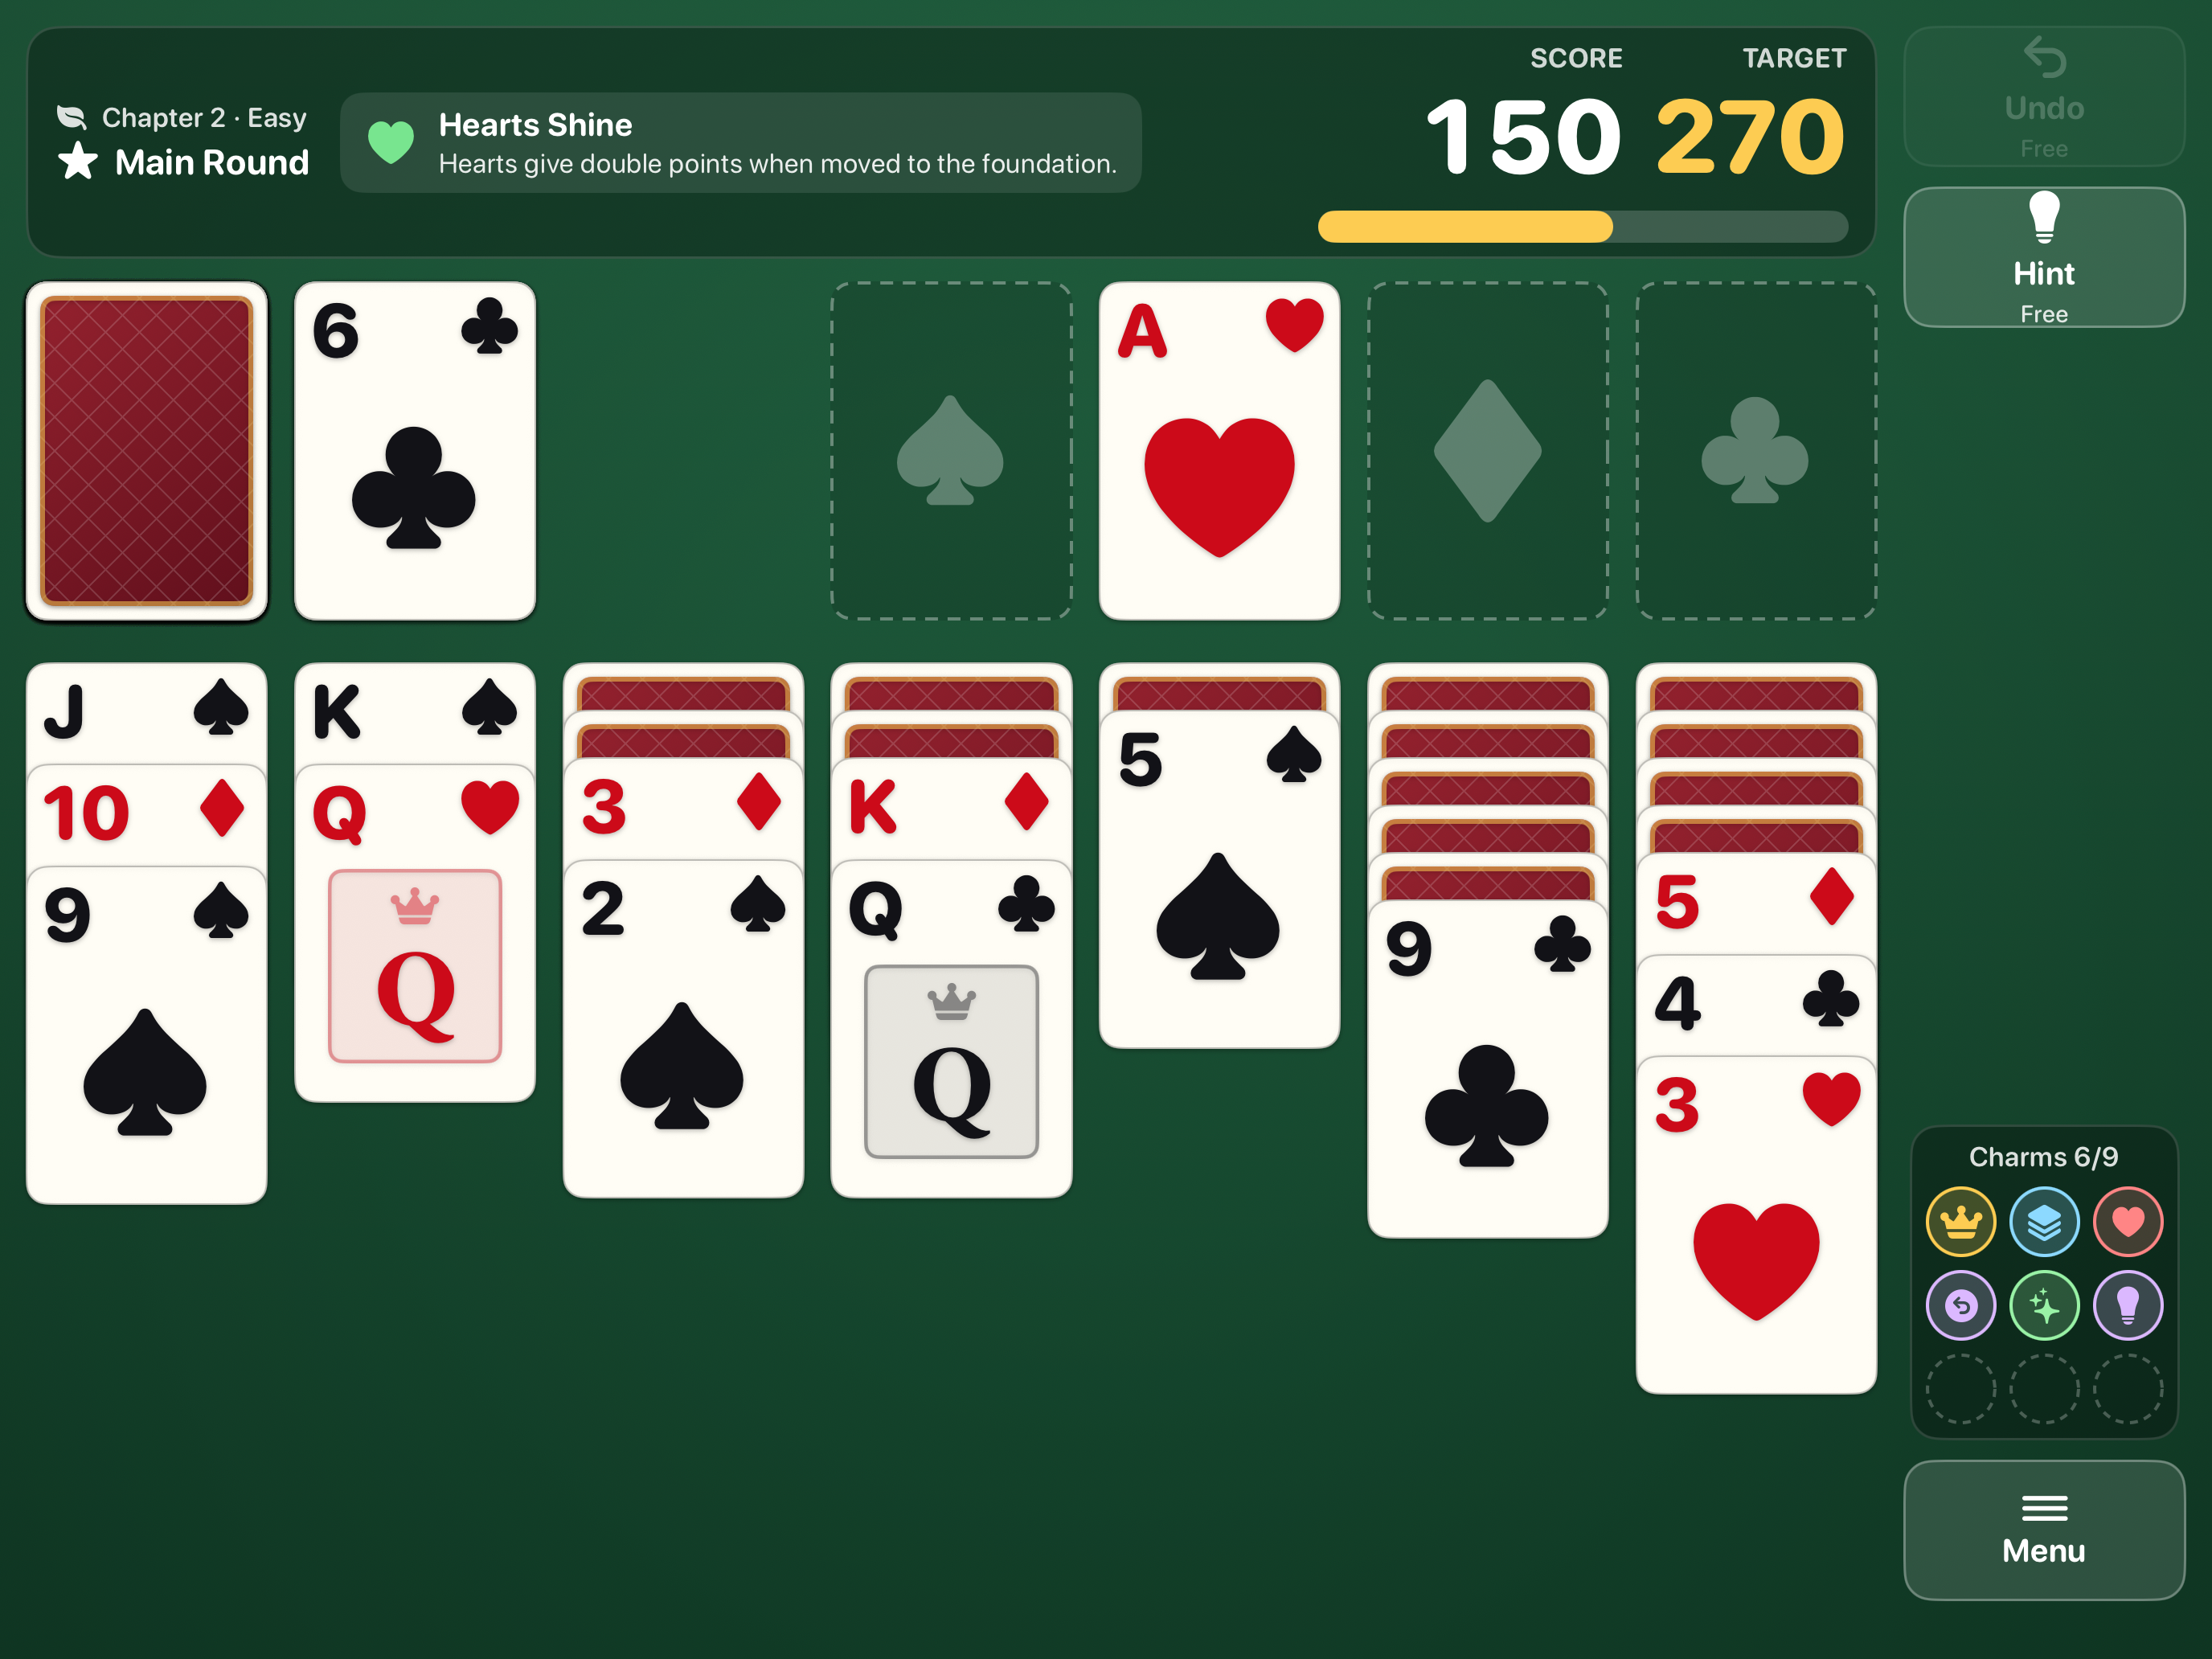 Chapter 2 · Easy
Main Round
Hearts Shine
Hearts give double points when moved to the foundation.
SCORE TARGET
150 270
Undo
Free
Hint
Free
6
A
J
10
9
K
Q
Q
3
2
K
Q
Q
5
9
5
4
3
Charms 6/9
Menu